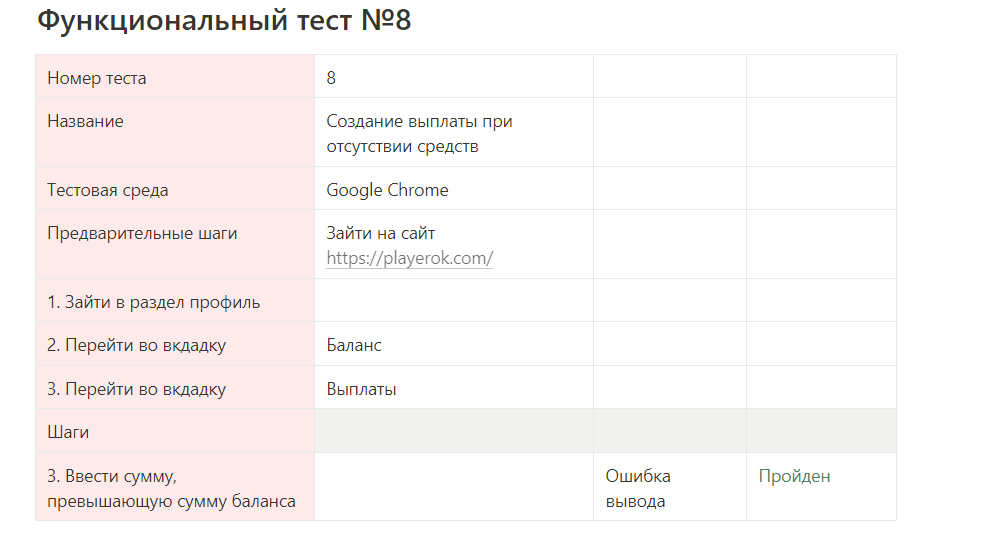 Функциональный тест №8
Номер теста 8
Название Создание выплаты при
отсутствии средств
Тестовая среда Google Chrome
Предварительные шаги Зайти на сайт
https://playerok.com/
1. Зайти в раздел профиль
2. Перейти во вкдадку Баланс
3. Перейти во вкдадку Выплаты
Шаги
3. Ввести сумму, Ошибка Пройден
превышающую сумму баланса вывода